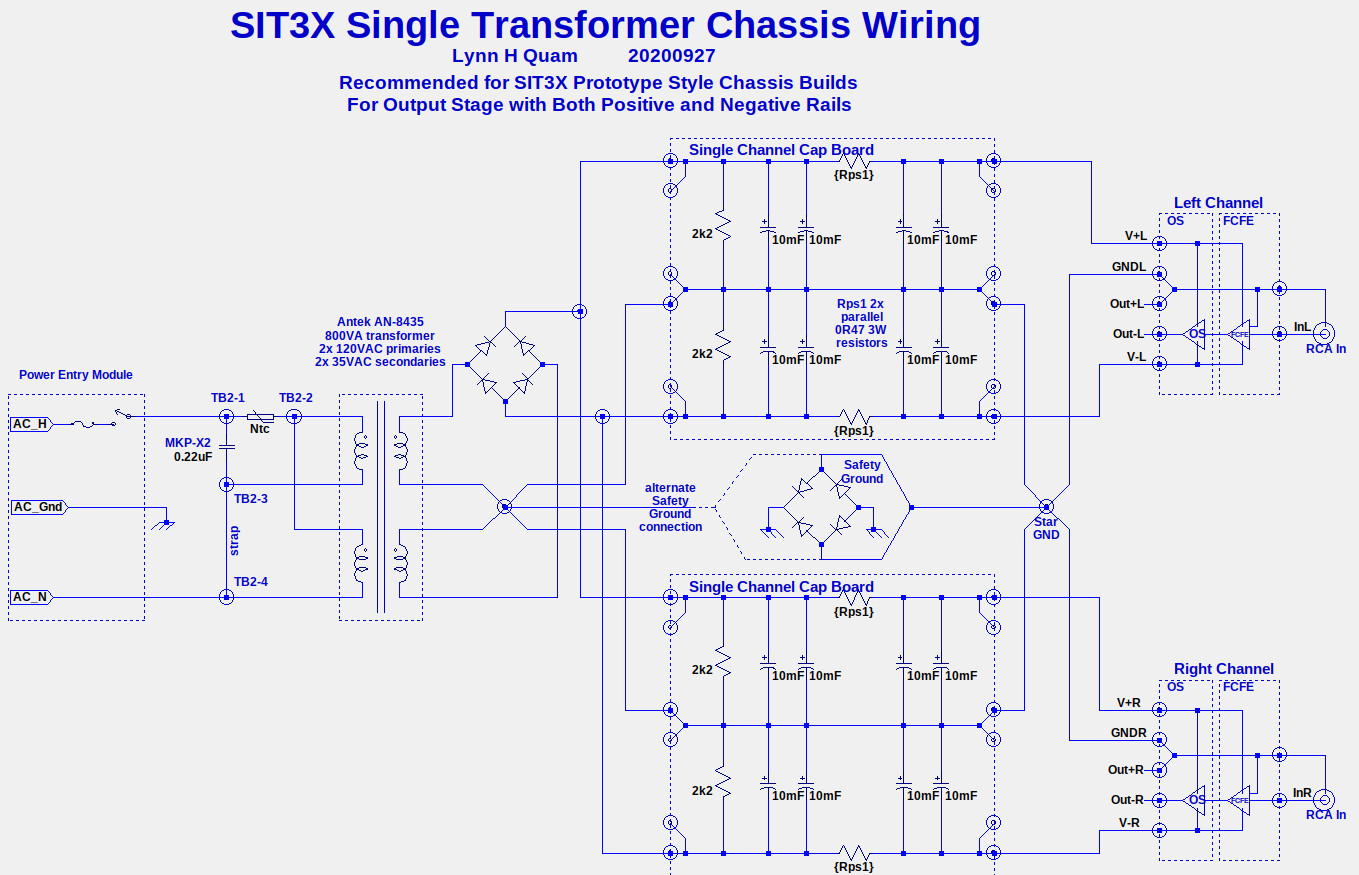 SIT3X Single Transformer Chassis Wiring
Lynn H Quam 20200927
Recommended for SIT3X Prototype Style Chassis Builds
For Output Stage with Both Positive and Negative Rails
Power Entry Module
AC_H
AC_Gnd
AC_N
TB2-1
TB2-2
Ntc
MKP-X2
0.22uF
TB2-3
strap
TB2-4
Antek AN-8435
800VA transformer
2x 120VAC primaries
2x 35VAC secondaries
Single Channel Cap Board
{Rps1}
2k2
10mF 10mF
10mF 10mF
Rps1 2x
parallel
0R47 3W
resistors
2k2
10mF 10mF
10mF 10mF
{Rps1}
alternate
Safety
Ground
connection
Safety
Ground
Star
GND
Single Channel Cap Board
{Rps1}
2k2
10mF 10mF
10mF 10mF
2k2
10mF 10mF
10mF 10mF
{Rps1}
Left Channel
OS
FCFE
V+L
GNDL
Out+L
Out-L
V-L
OS
FCFE
InL
RCA In
Right Channel
OS
FCFE
V+R
GNDR
Out+R
Out-R
V-R
OS
FCFE
InR
RCA In